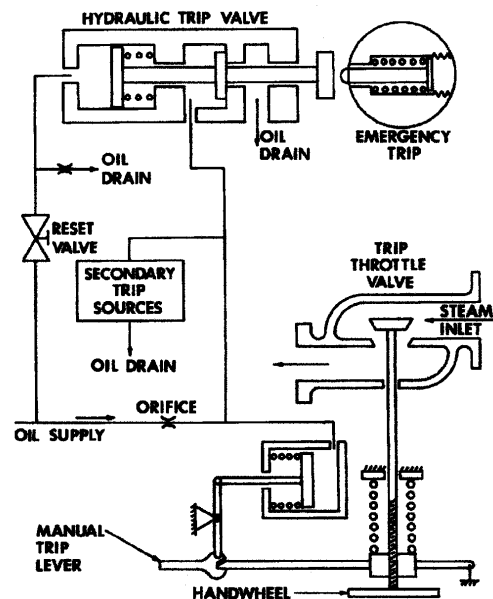 HYDRAULIC TRIP VALVE
OIL
DRAIN
EMERGENCY
TRIP
OIL
DRAIN
RESET
VALVE
SECONDARY
TRIP
SOURCES
TRIP
THROTTLE
VALVE
STEAM
INLET
OIL DRAIN
ORIFICE
OIL SUPPLY
MANUAL
TRIP
LEVER
HANDWHEEL